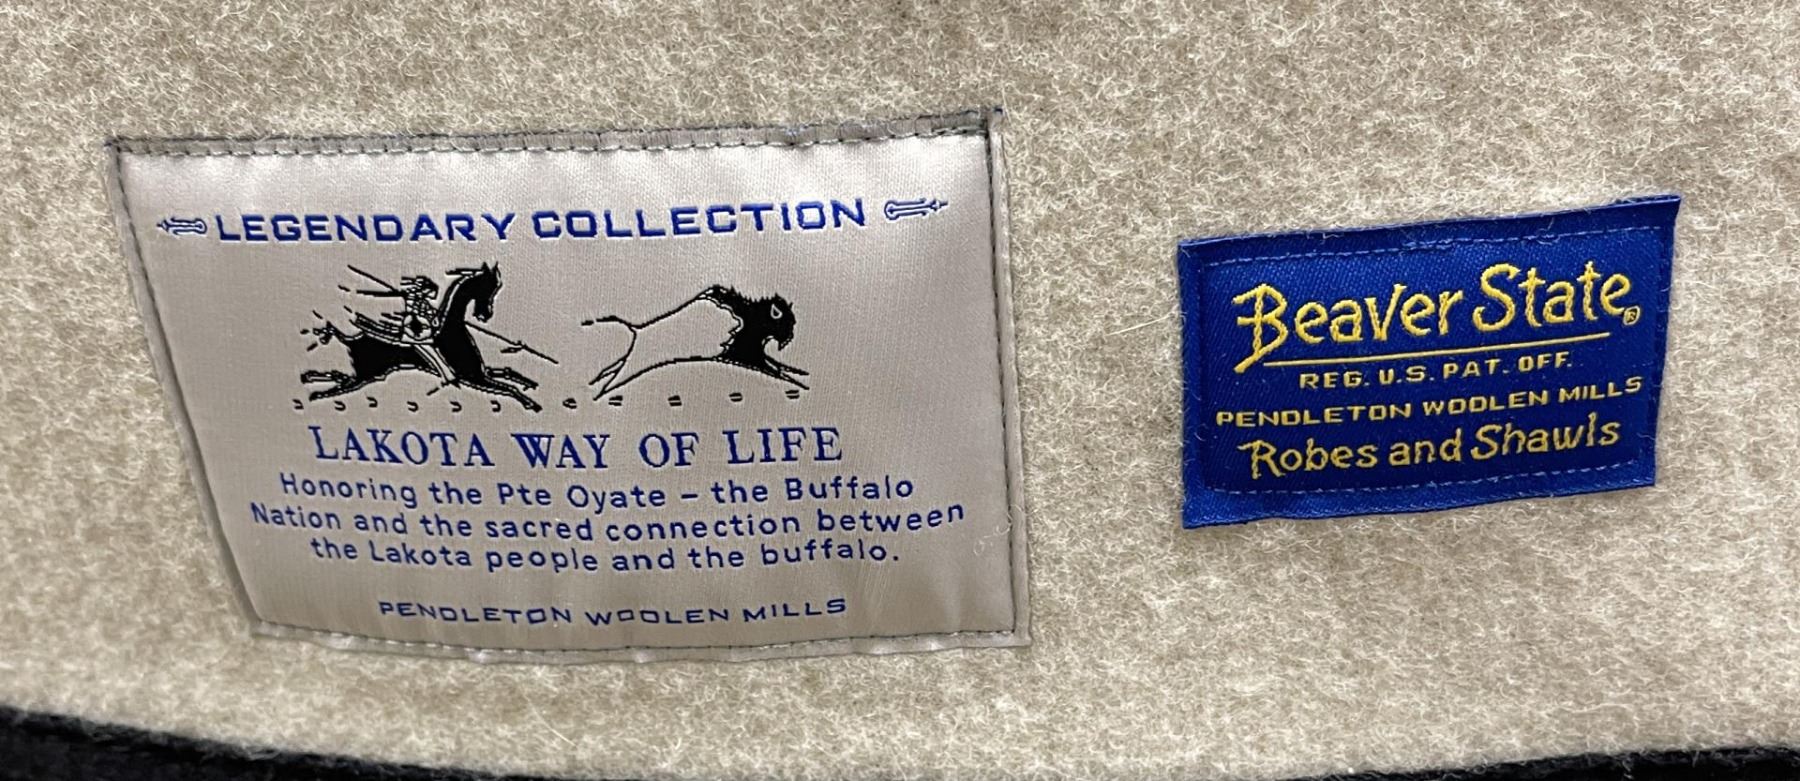 LEGENDARY COLLECTION
LAKOTA WAY OF LIFE
Honoring the Pte Oyate – the Buffalo
Nation and the sacred connection between
the Lakota people and the buffalo.
PENDLETON WOOLEN MILLS
Beaver State®
REG. U.S. PAT. OFF.
PENDLETON WOOLEN MILLS
Robes and Shawls